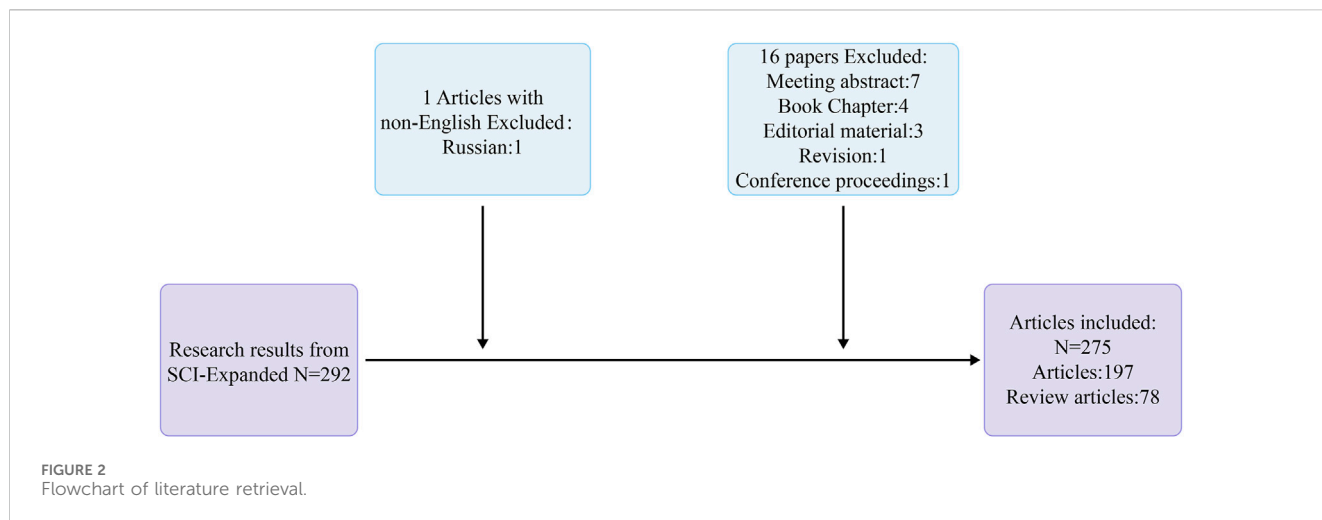 1 Articles with
non-English Excluded:
Russian:1
16 papers Excluded:
Meeting abstract:7
Book Chapter:4
Editorial material:3
Revision:1
Conference proceedings:1
Research results from
SCI-Expanded N=292
Articles included:
N=275
Articles:197
Review articles:78
FIGURE 2
Flowchart of literature retrieval.